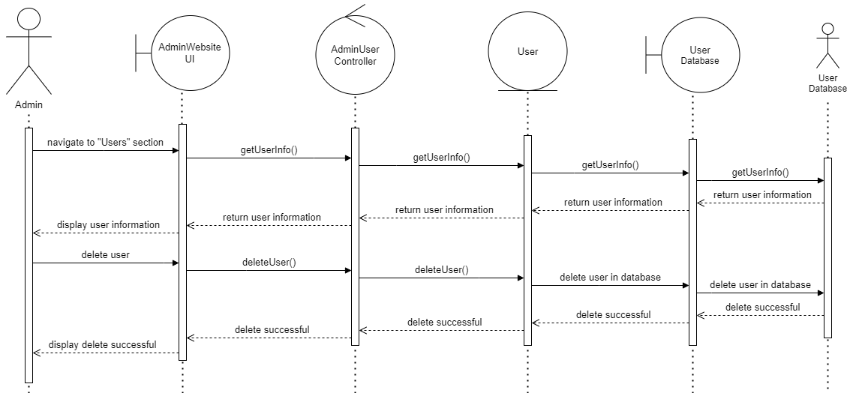 AdminWebsite
UI
AdminUser
Controller
User
User
Database
User
Database
Admin
navigate to "Users" section
getUserInfo()
getUserInfo()
getUserInfo()
getUserInfo()
return user information
return user information
return user information
return user information
display user information
delete user
deleteUser()
deleteUser()
delete user in database
delete user in database
delete successful
delete successful
delete successful
delete successful
display delete successful